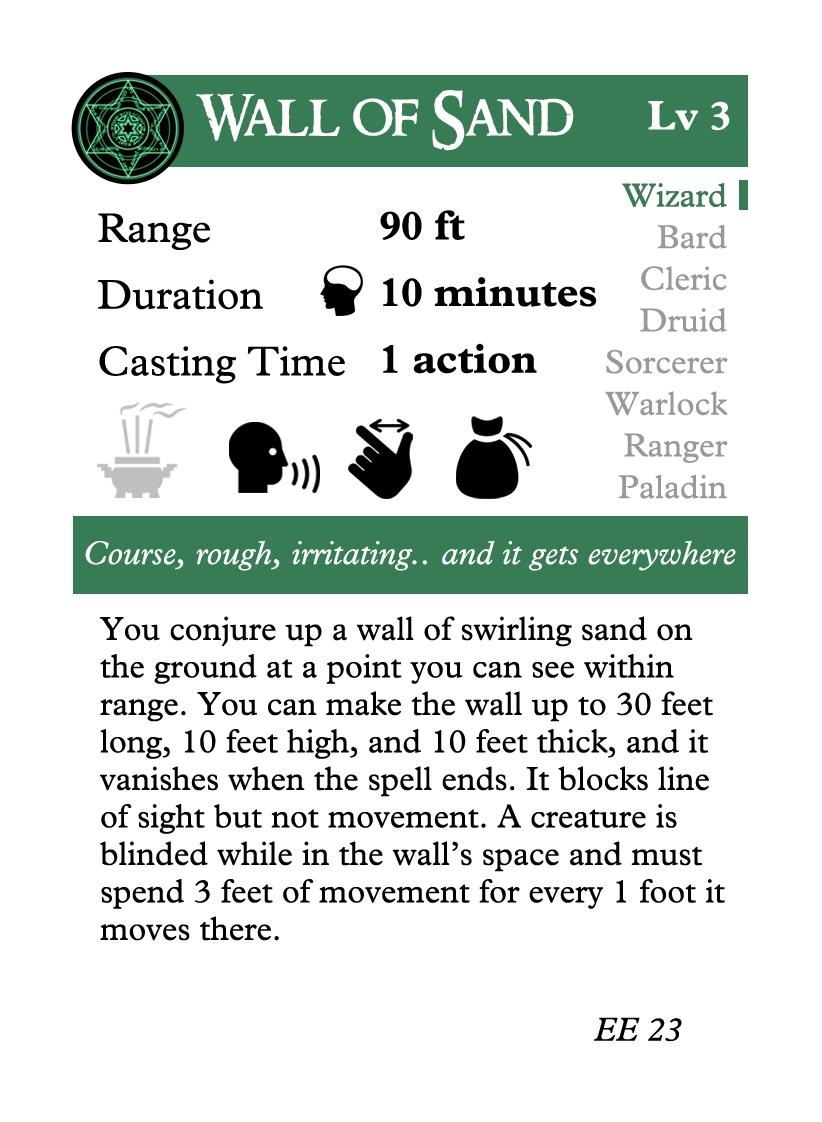 WALL OF SAND Lv 3
Wizard
Range 90 ft
Bard
Cleric
Duration 10 minutes
Druid
Casting Time 1 action
Sorcerer
Warlock
Ranger
Paladin
Course, rough, irritating.. and it gets everywhere
You conjure up a wall of swirling sand on
the ground at a point you can see within
range. You can make the wall up to 30 feet
long, 10 feet high, and 10 feet thick, and it
vanishes when the spell ends. It blocks line
of sight but not movement. A creature is
blinded while in the wall’s space and must
spend 3 feet of movement for every 1 foot it
moves there.
EE 23